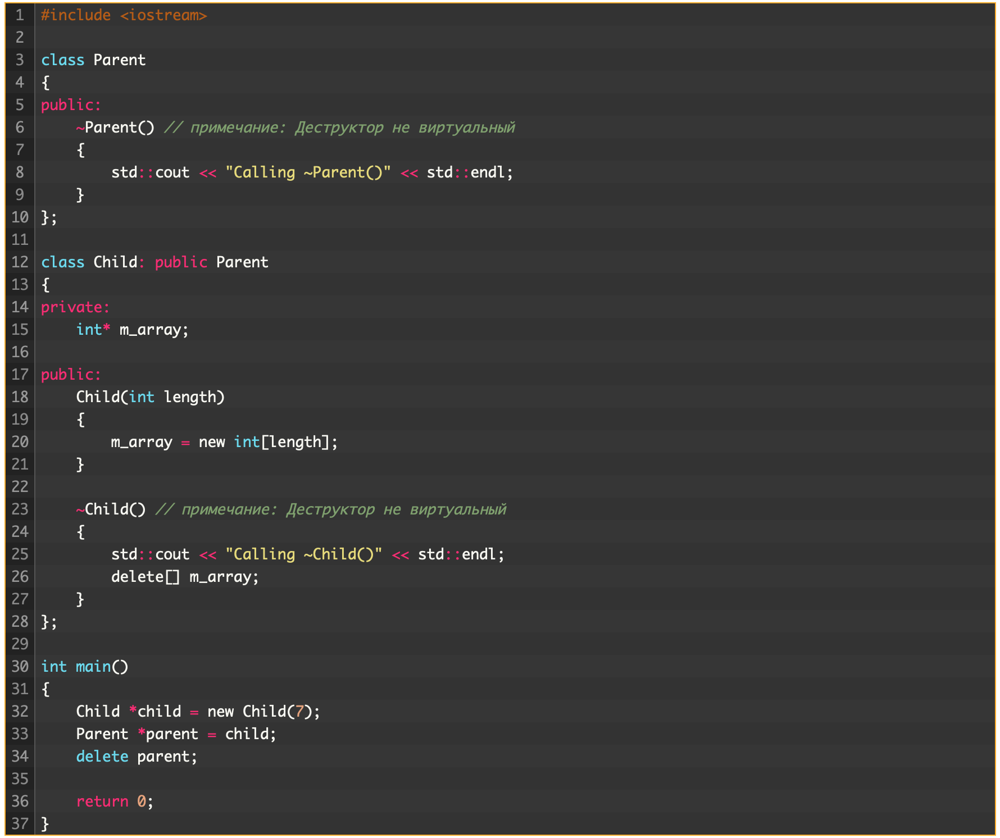 1 #include <iostream>
2
3 class Parent
4 {
5 public:
6     ~Parent() // примечание: Деструктор не виртуальный
7     {
8         std::cout << "Calling ~Parent()" << std::endl;
9     }
10 };
11
12 class Child: public Parent
13 {
14 private:
15     int* m_array;
16
17 public:
18     Child(int length)
19     {
20         m_array = new int[length];
21     }
22
23     ~Child() // примечание: Деструктор не виртуальный
24     {
25         std::cout << "Calling ~Child()" << std::endl;
26         delete[] m_array;
27     }
28 };
29
30 int main()
31 {
32     Child *child = new Child(7);
33     Parent *parent = child;
34     delete parent;
35
36     return 0;
37 }